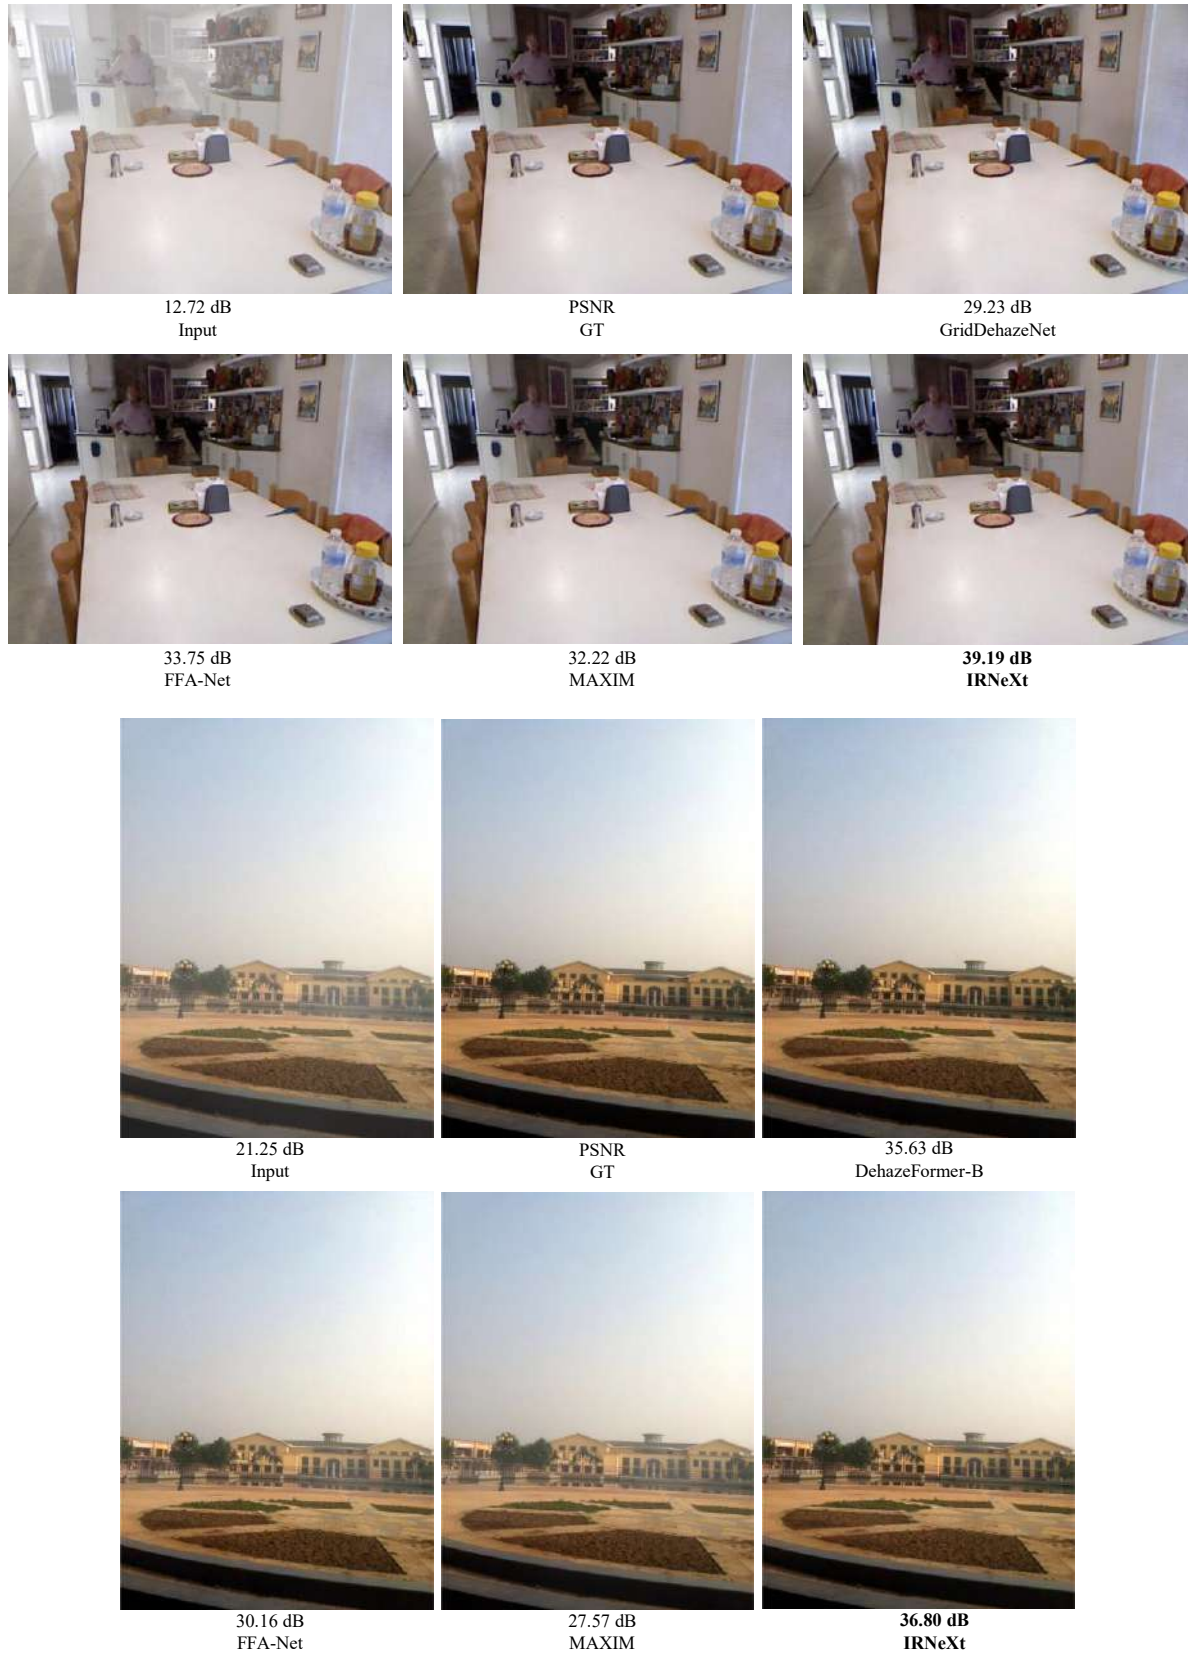 12.72 dB
Input
PSNR
GT
29.23 dB
GridDehazeNet
33.75 dB
FFA-Net
32.22 dB
MAXIM
39.19 dB
IRNeXt
21.25 dB
Input
PSNR
GT
35.63 dB
DehazeFormer-B
30.16 dB
FFA-Net
27.57 dB
MAXIM
36.80 dB
IRNeXt